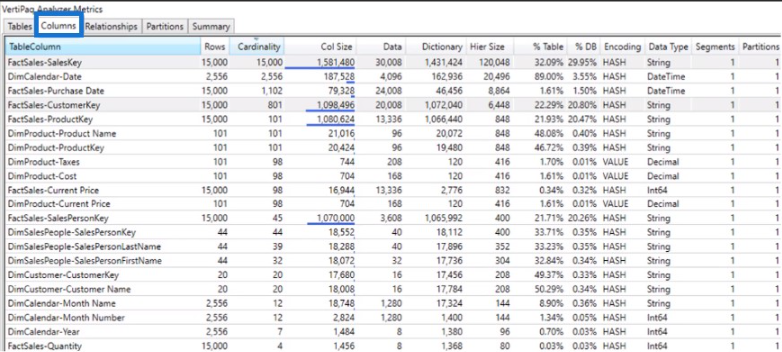 VertiPaq Analyzer Metrics
Tables Columns Relationships Partitions Summary
TableColumn Rows Cardinality Col Size Data Dictionary Hier Size % Table % DB Encoding Data Type Segments Partitions
FactSales-SalesKey 15,000 15,000 1,581,480 30,008 1,431,424 120,048 32.09% 29.95% HASH String 1 1
DimCalendar-Date 2,556 2,556 187,528 4,096 162,936 20,496 89.00% 3.55% HASH DateTime 1 1
FactSales-Purchase Date 15,000 1,102 79,328 24,008 46,456 8,864 1.61% 1.50% HASH DateTime 1 1
FactSales-CustomerKey 15,000 801 1,098,496 20,008 1,072,040 6,448 22.29% 20.80% HASH String 1 1
FactSales-ProductKey 15,000 101 1,080,624 13,336 1,066,440 848 21.93% 20.47% HASH String 1 1
DimProduct-Product Name 101 101 21,016 96 20,072 848 48.08% 0.40% HASH String 1 1
DimProduct-ProductKey 101 101 20,424 96 19,480 848 46.72% 0.39% HASH String 1 1
DimProduct-Taxes 101 98 744 208 120 416 1.70% 0.01% VALUE Decimal 1 1
DimProduct-Cost 101 98 704 168 120 416 1.61% 0.01% VALUE Decimal 1 1
FactSales-Current Price 15,000 98 16,944 13,336 2,776 832 0.34% 0.32% HASH Int64 1 1
DimProduct-Current Price 101 98 704 168 120 416 1.61% 0.01% VALUE Decimal 1 1
FactSales-SalesPersonKey 15,000 45 1,070,000 3,608 1,065,992 400 21.71% 20.26% HASH String 1 1
DimSalesPeople-SalesPersonKey 44 44 18,552 40 18,112 400 33.71% 0.35% HASH String 1 1
DimSalesPeople-SalesPersonLastName 44 39 18,288 40 17,896 352 33.23% 0.35% HASH String 1 1
DimSalesPeople-SalesPersonFirstName 44 32 18,072 32 17,736 304 32.84% 0.34% HASH String 1 1
DimCustomer-CustomerKey 20 20 17,680 16 17,456 208 49.37% 0.33% HASH String 1 1
DimCustomer-Customer Name 20 20 18,008 16 17,784 208 50.29% 0.34% HASH String 1 1
DimCalendar-Month Name 2,556 12 18,748 1,280 17,324 144 8.90% 0.36% HASH String 1 1
DimCalendar-Month Number 2,556 12 2,824 1,280 1,400 144 1.34% 0.05% HASH Int64 1 1
DimCalendar-Year 2,556 7 1,484 8 1,380 96 0.70% 0.03% HASH Int64 1 1
FactSales-Quantity 15,000 4 1,456 8 1,368 80 0.03% 0.03% HASH Int64 1 1